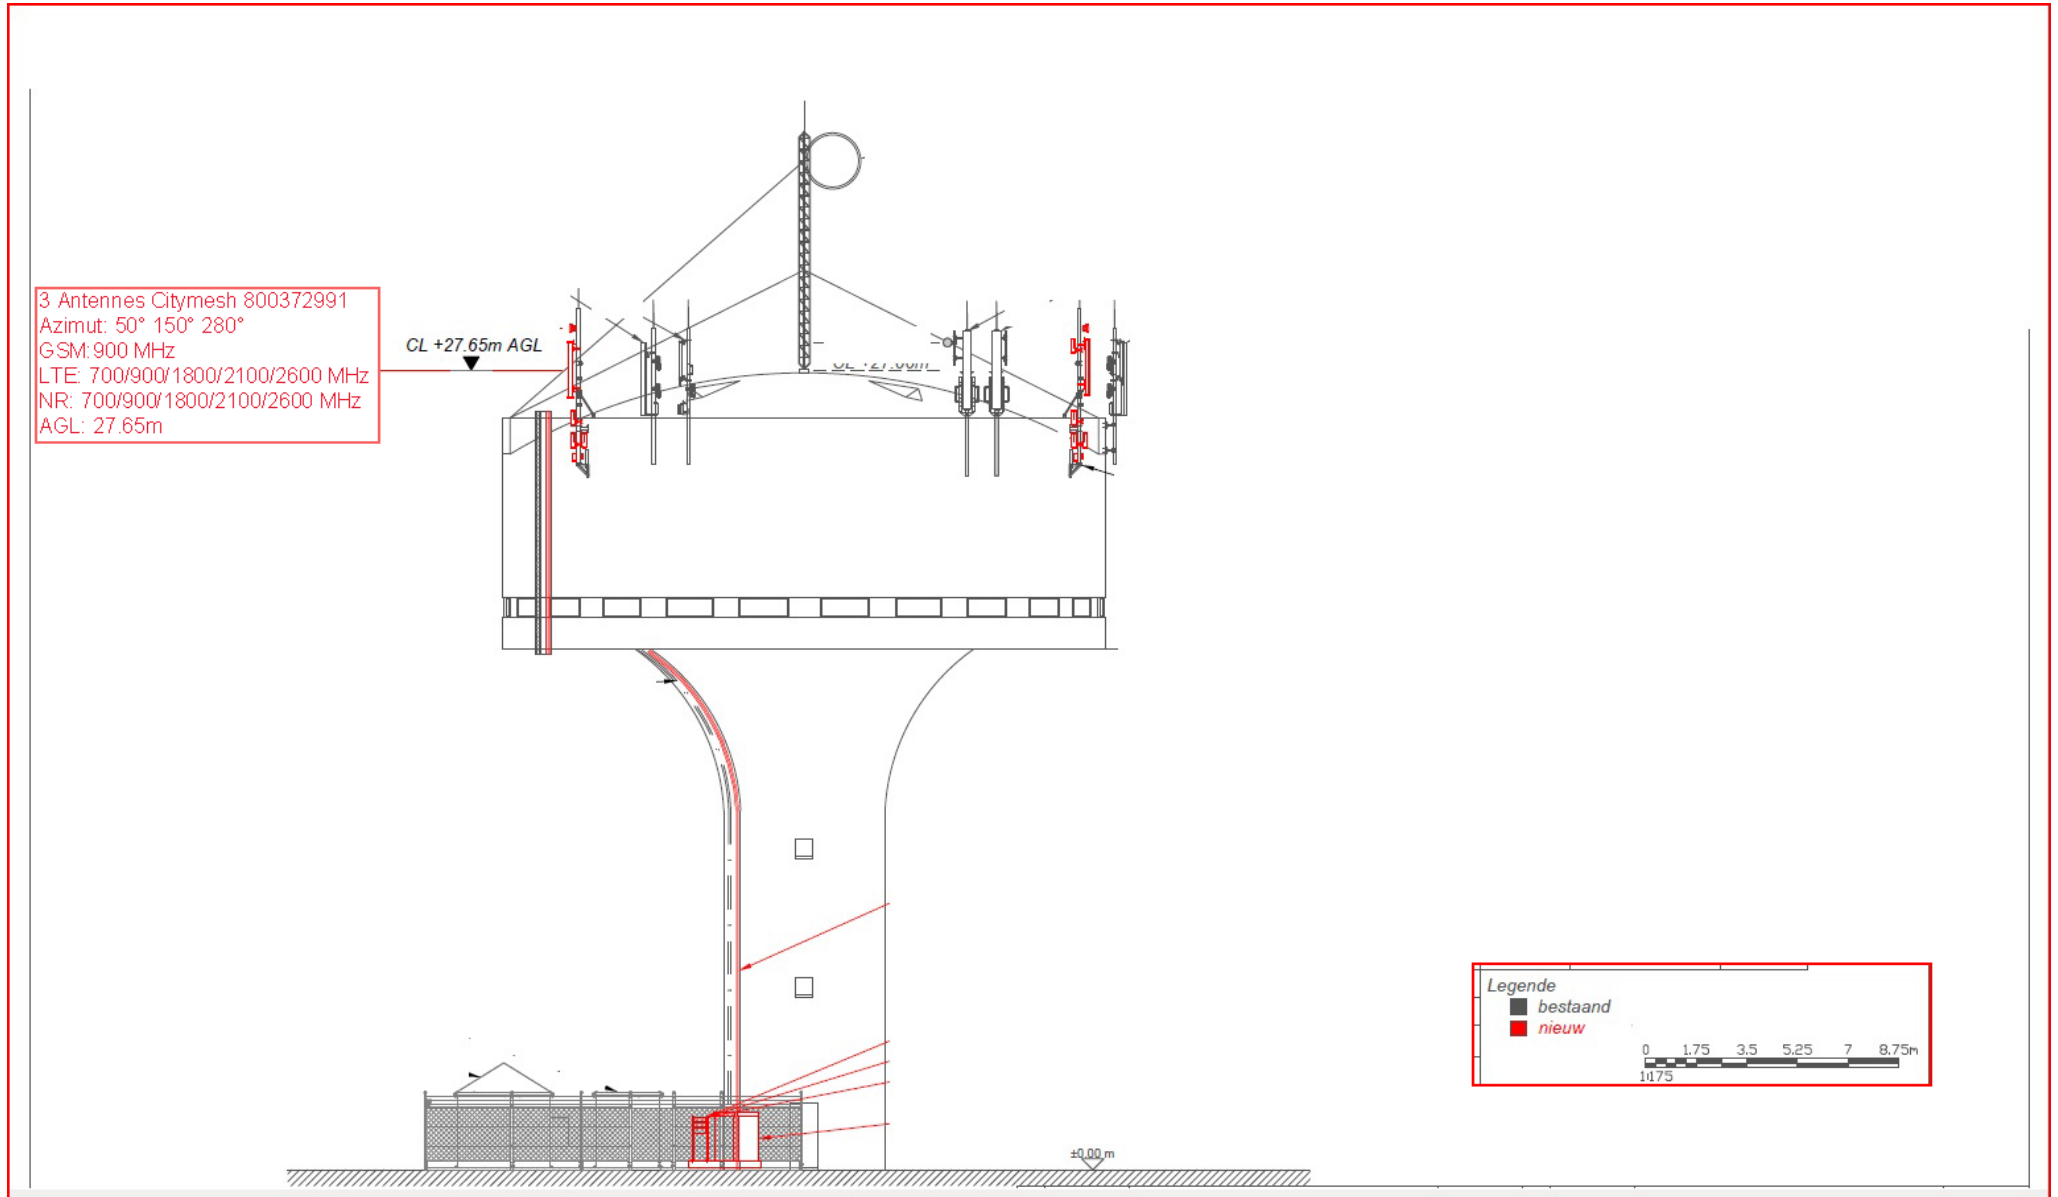 3 Antennes Citymesh 800372991
Azimut: 50° 150° 280°
GSM: 900 MHz
LTE: 700/900/1800/2100/2600 MHz
NR: 700/900/1800/2100/2600 MHz
AGL: 27.65m
CL +27.65m AGL
Legende
bestaand
nieuw
0 1.75 3.5 5.25 7 8.75m
1:175
±0.00 m